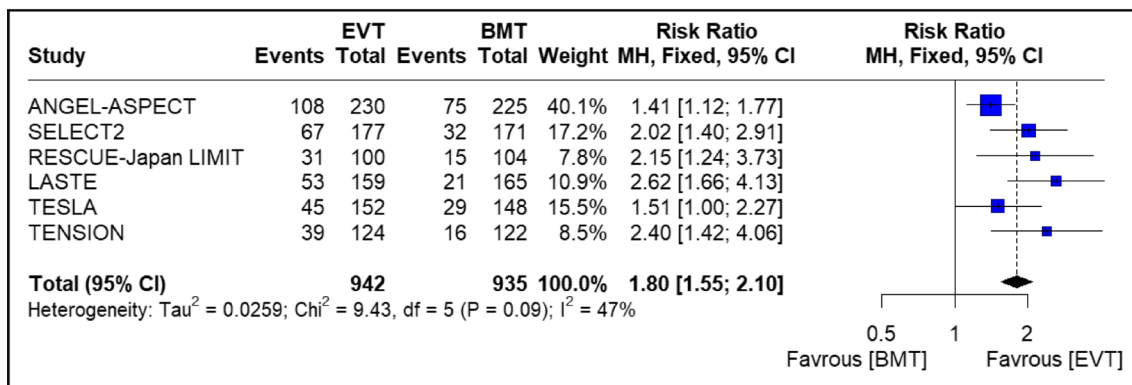 EVT BMT Risk Ratio Risk Ratio
Study Events Total Events Total Weight MH, Fixed, 95% CI MH, Fixed, 95% CI
ANGEL-ASPECT 108 230 75 225 40.1% 1.41 [1.12; 1.77]
SELECT2 67 177 32 171 17.2% 2.02 [1.40; 2.91]
RESCUE-Japan LIMIT 31 100 15 104 7.8% 2.15 [1.24; 3.73]
LASTE 53 159 21 165 10.9% 2.62 [1.66; 4.13]
TESLA 45 152 29 148 15.5% 1.51 [1.00; 2.27]
TENSION 39 124 16 122 8.5% 2.40 [1.42; 4.06]
Total (95% CI) 942 935 100.0% 1.80 [1.55; 2.10]
Heterogeneity: Tau² = 0.0259; Chi² = 9.43, df = 5 (P = 0.09); I² = 47%
0.5 1 2
Favrous [BMT] Favrous [EVT]